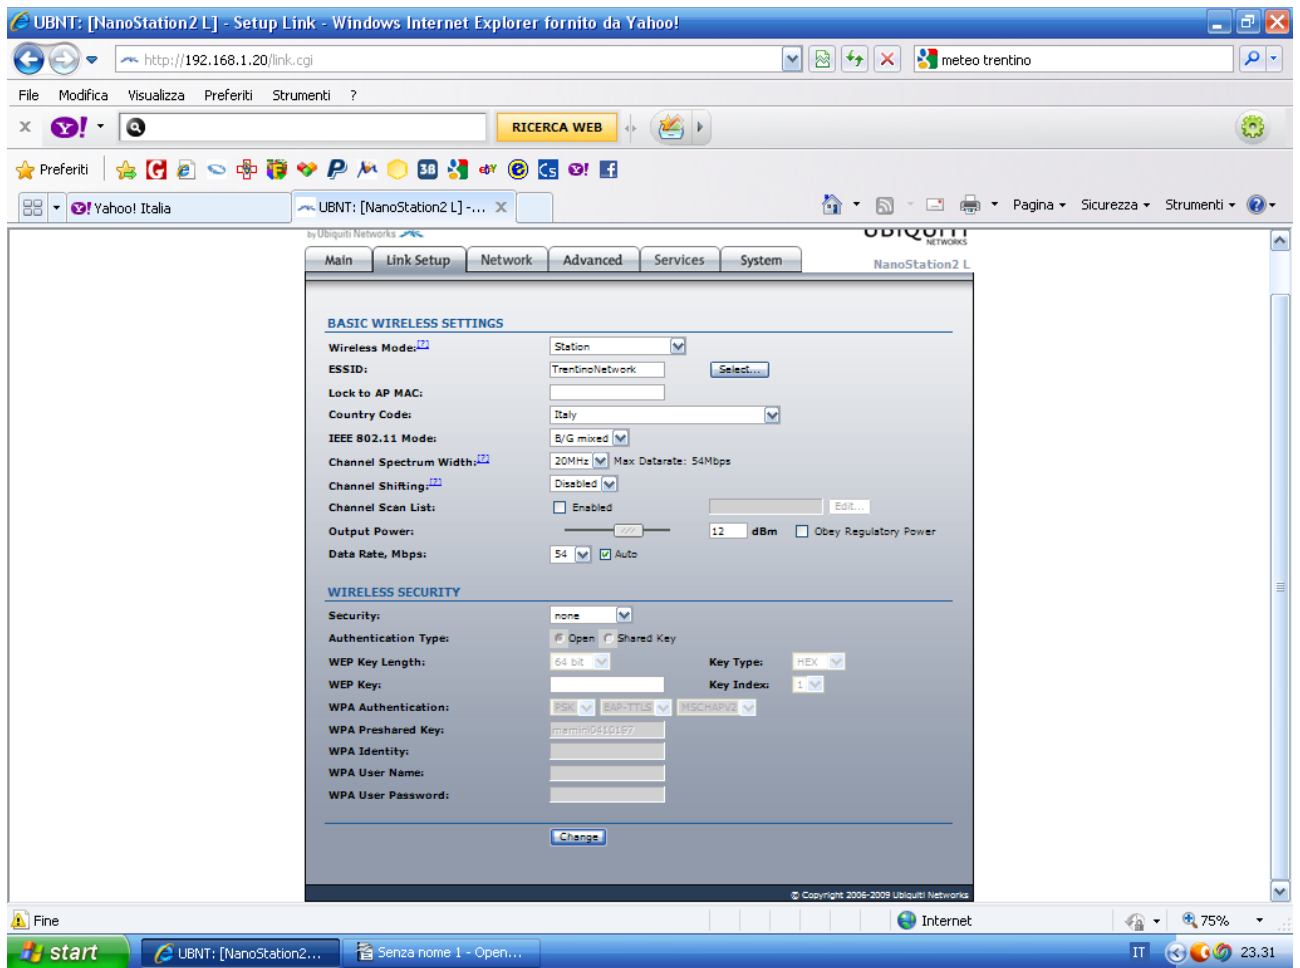 UBNT: [NanoStation2 L] - Setup Link - Windows Internet Explorer fornito da Yahoo!
http://192.168.1.20/link.cgi
meteo trentino
File Modifica Visualizza Preferiti Strumenti ?
x Y! RICERCA WEB
Preferiti
Yahoo! Italia
UBNT: [NanoStation2 L] -... X
Pagina Sicurezza Strumenti
by Ubiquiti Networks
UBIQUITI
NETWORKS
Main Link Setup Network Advanced Services System
NanoStation2 L
BASIC WIRELESS SETTINGS
Wireless Mode:[?] Station
ESSID: TrentinoNetwork Select...
Lock to AP MAC:
Country Code: Italy
IEEE 802.11 Mode: B/G mixed
Channel Spectrum Width:[?] 20MHz Max Datarate: 54Mbps
Channel Shifting:[?] Disabled
Channel Scan List: Enabled Edit...
Output Power: 12 dBm Obey Regulatory Power
Data Rate, Mbps: 54 Auto
WIRELESS SECURITY
Security: none
Authentication Type: Open Shared Key
WEP Key Length: 64 bit Key Type: HEX
WEP Key: Key Index: 1
WPA Authentication: PSK EAP-TTLS MSCHAPV2
WPA Preshared Key:
WPA Identity:
WPA User Name:
WPA User Password:
Change
© Copyright 2006-2009 Ubiquiti Networks
Fine Internet 75%
start UBNT: [NanoStation2... Senza nome 1 - Open... IT 23.31